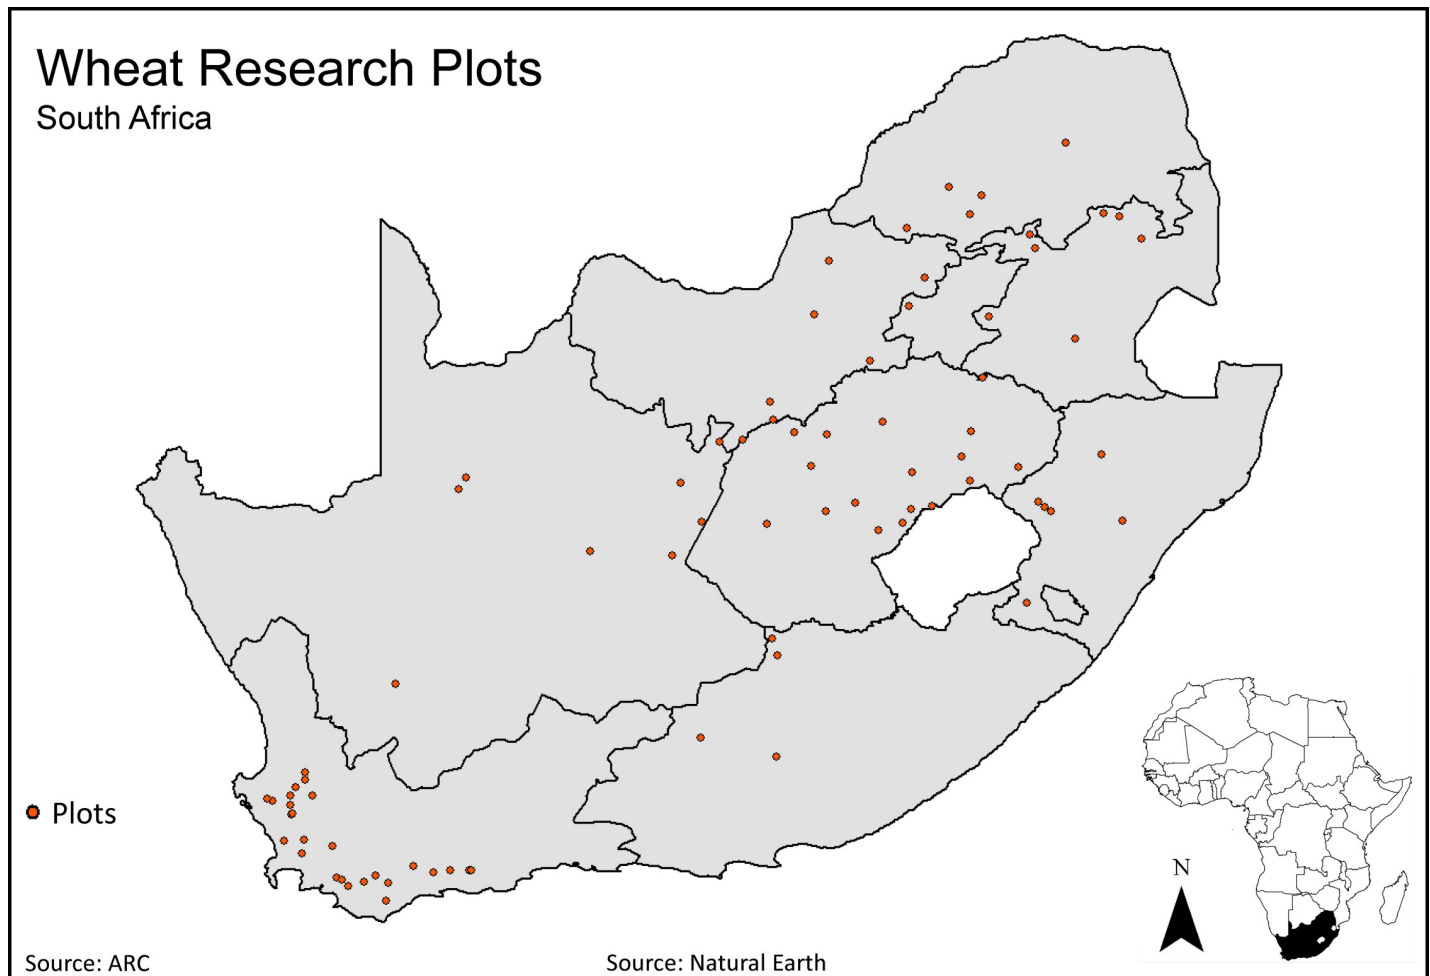 Wheat Research Plots
South Africa
Plots
N
Source: ARC
Source: Natural Earth